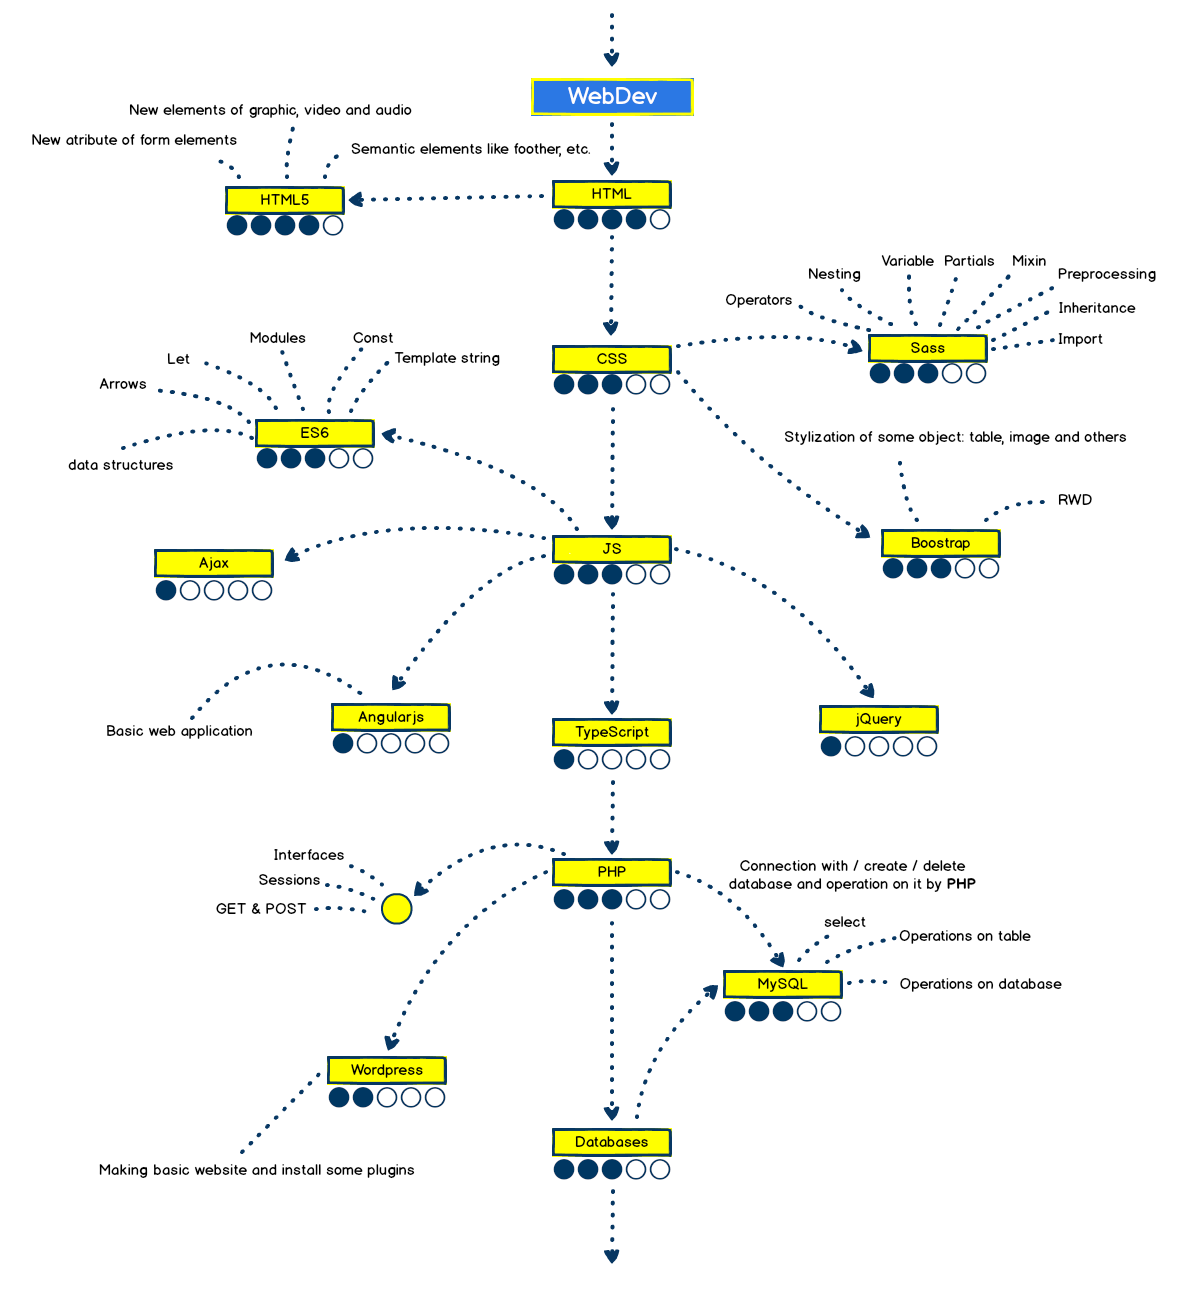 WebDev
New elements of graphic, video and audio
New atribute of form elements
Semantic elements like foother, etc.
HTML5
HTML
Variable
Partials
Mixin
Nesting
Preprocessing
Operators
Inheritance
Import
Sass
CSS
Modules
Const
Let
Template string
Arrows
ES6
data structures
Stylization of some object: table, image and others
RWD
Boostrap
JS
Ajax
Angularjs
Basic web application
TypeScript
jQuery
Interfaces
Sessions
GET & POST
PHP
Connection with / create / delete
database and operation on it by PHP
select
Operations on table
MySQL
Operations on database
Wordpress
Making basic website and install some plugins
Databases